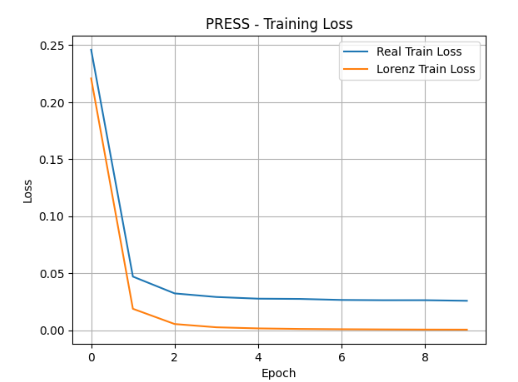 PRESS - Training Loss
Real Train Loss
Lorenz Train Loss
0.25
0.20
0.15
0.10
0.05
0.00
Loss
0 2 4 6 8
Epoch